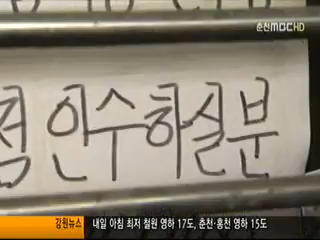 춘천MBC HD
점 인수하실분
강원뉴스 내일 아침 최저 철원 영하 17도, 춘천·홍천 영하 15도